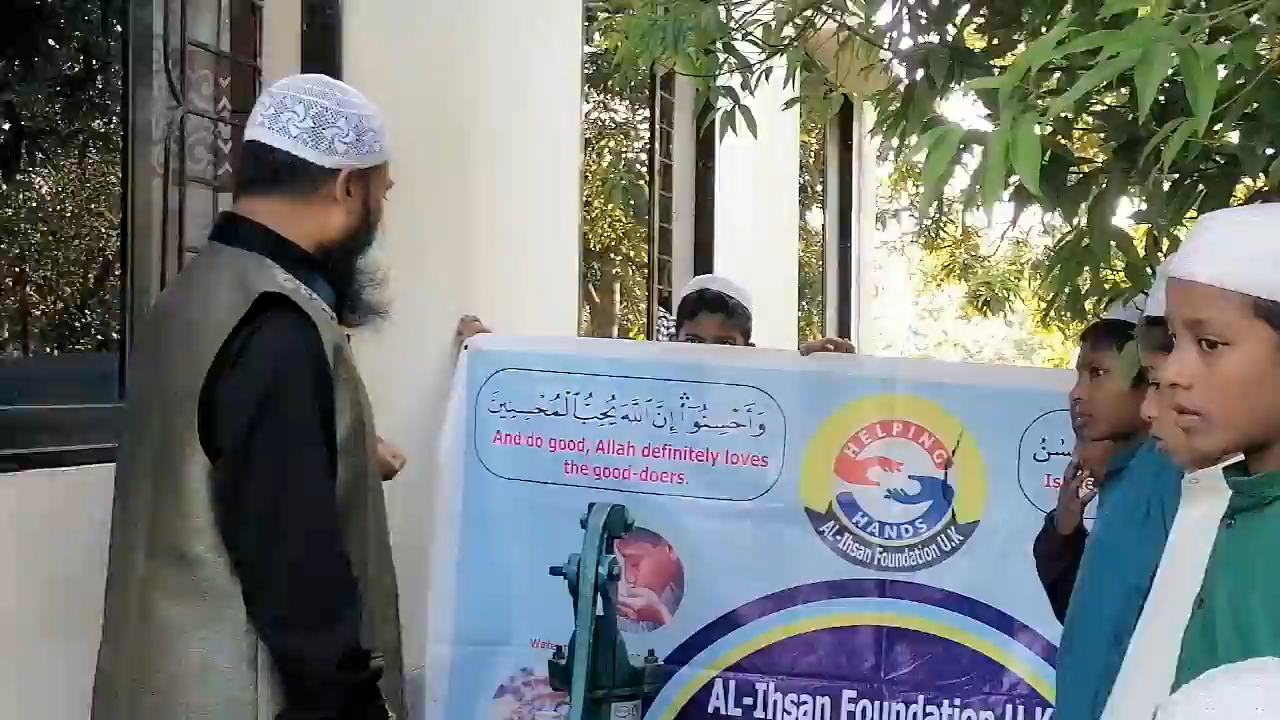 وَأَحْسِنُوٓا۟ ۛ إِنَّ ٱللَّهَ يُحِبُّ ٱلْمُحْسِنِينَ
And do good, Allah definitely loves
the good-doers.
HELPING
HANDS
AL-Ihsan Foundation U.K
Is
AL-Ihsan Foundation U.K